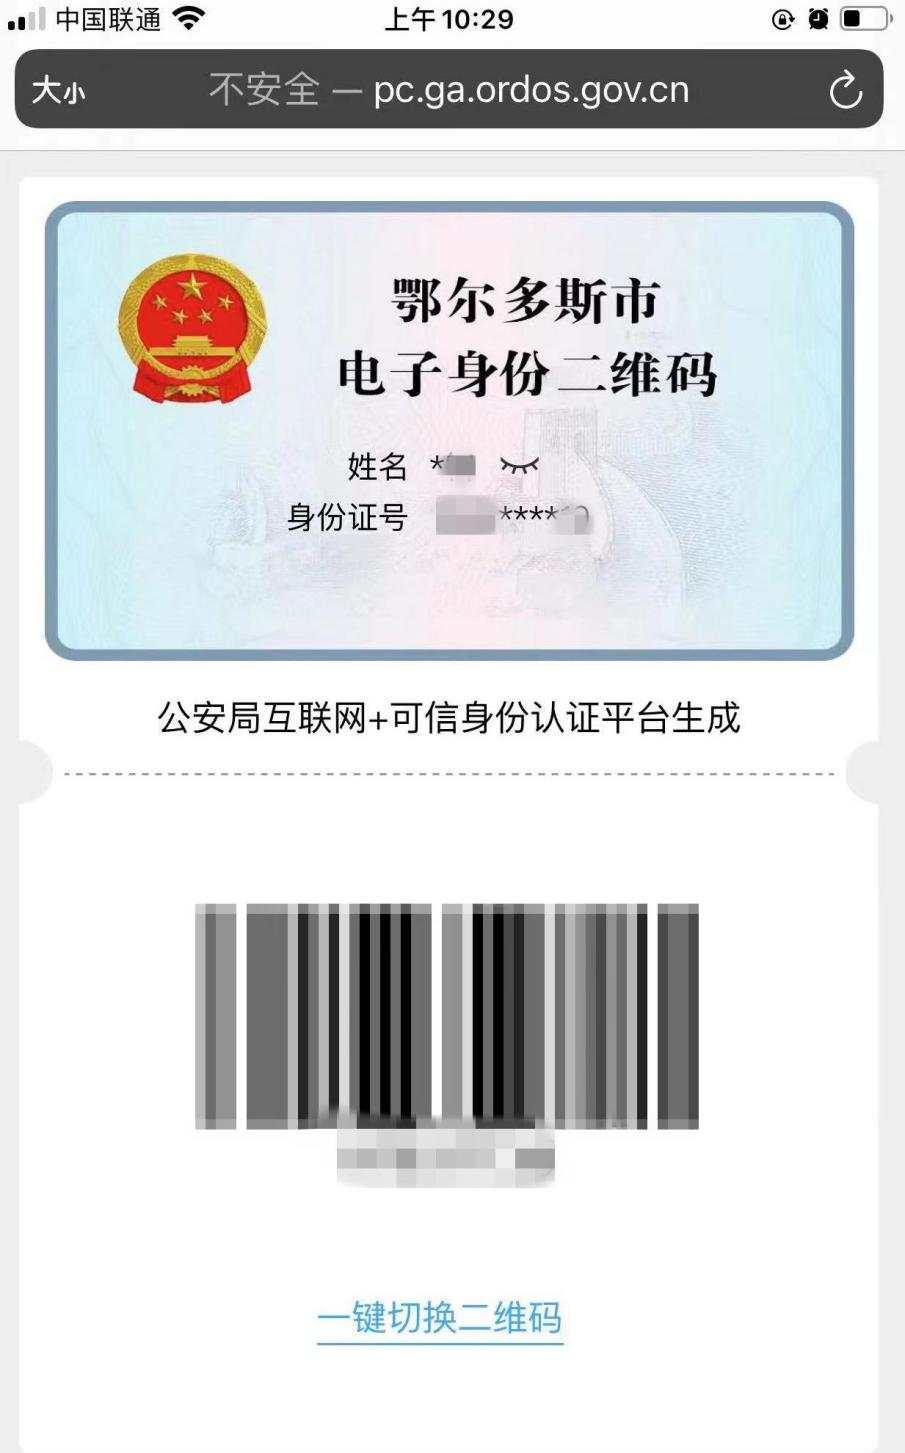 中国联通
上午10:29
大小
不安全 — pc.ga.ordos.gov.cn
鄂尔多斯市
电子身份二维码
姓名 *
身份证号 ****
公安局互联网+可信身份认证平台生成
一键切换二维码